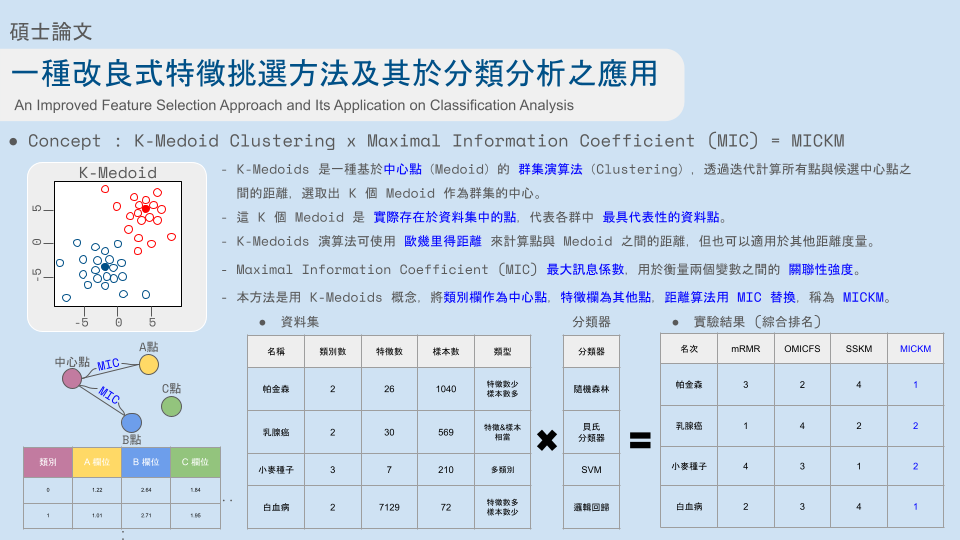 碩士論文
一種改良式特徵挑選方法及其於分類分析之應用
An Improved Feature Selection Approach and Its Application on Classification Analysis
● Concept : K-Medoid Clustering x Maximal Information Coefficient (MIC) = MICKM
K-Medoid
5
0
-5
-5 0 5
- K-Medoids 是一種基於中心點 (Medoid) 的 群集演算法 (Clustering), 透過迭代計算所有點與候選中心點之
間的距離, 選取出 K 個 Medoid 作為群集的中心。
- 這 K 個 Medoid 是 實際存在於資料集中的點, 代表各群中 最具代表性的資料點。
- K-Medoids 演算法可使用 歐幾里得距離 來計算點與 Medoid 之間的距離, 但也可以適用於其他距離度量。
- Maximal Information Coefficient (MIC) 最大訊息係數, 用於衡量兩個變數之間的 關聯性強度。
- 本方法是用 K-Medoids 概念, 將類別欄作為中心點, 特徵欄為其他點, 距離算用 MIC 替換, 稱為 MICKM。
A點
中心點
MIC
MIC
C點
B點
類別 A 欄位 B 欄位 C 欄位
0 1.22 2.64 1.84
1 1.01 2.71 1.95
. .
:
● 資料集
名稱 類別數 特徵數 樣本數 類型
帕金森 2 26 1040 特徵數少
樣本數多
乳腺癌 2 30 569 特徵&樣本
相當
小麥種子 3 7 210 多類別
白血病 2 7129 72 特徵數多
樣本數少
✖
分類器
分類器
隨機森林
貝氏
分類器
SVM
邏輯回歸
=
● 實驗結果 (綜合排名)
名次 mRMR OMICFS SSKM MICKM
帕金森 3 2 4 1
乳腺癌 1 4 2 2
小麥種子 4 3 1 2
白血病 2 3 4 1